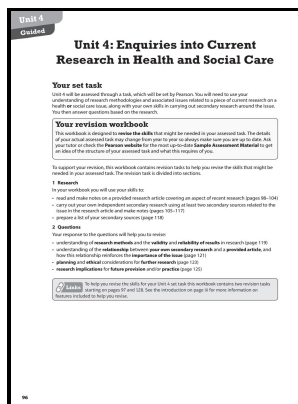 Unit 4
Guided
Unit 4: Enquiries into Current
Research in Health and Social Care
Your set task
Unit 4 will be assessed through a task, which will be set by Pearson. You will need to use your
understanding of research methodologies and associated issues related to a piece of current research on a
health or social care issue, along with your own skills in carrying out secondary research around the issue.
You then answer questions based on the research.
Your revision workbook
This workbook is designed to revise the skills that might be needed in your assessed task. The details
of your actual assessed task may change from year to year so always make sure you are up to date. Ask
your tutor or check the Pearson website for the most up-to-date Sample Assessment Material to get
an idea of the structure of your assessed task and what this requires of you.
To support your revision, this workbook contains revision tasks to help you revise the skills that might be
needed in your assessed task. The revision task is divided into sections.
1 Research
In your workbook you will use your skills to:
• read and make notes on a provided research article covering an aspect of recent research (pages 98–104)
• carry out your own independent secondary research using at least two secondary sources related to the
issue in the research article and make notes (pages 105–117)
• prepare a list of your secondary sources (page 118)
2 Questions
Your response to the questions will help you to revise:
• understanding of research methods and the validity and reliability of results in research (page 119)
• understanding of the relationship between your own secondary research and a provided article, and
how this relationship reinforces the importance of the issue (page 121)
• planning and ethical considerations for further research (page 123)
• research implications for future provision and/or practice (page 125)
Links To help you revise the skills for your Unit 4 set task this workbook contains two revision tasks
starting on pages 97 and 128. See the introduction on page iii for more information on
features included to help you revise.
96